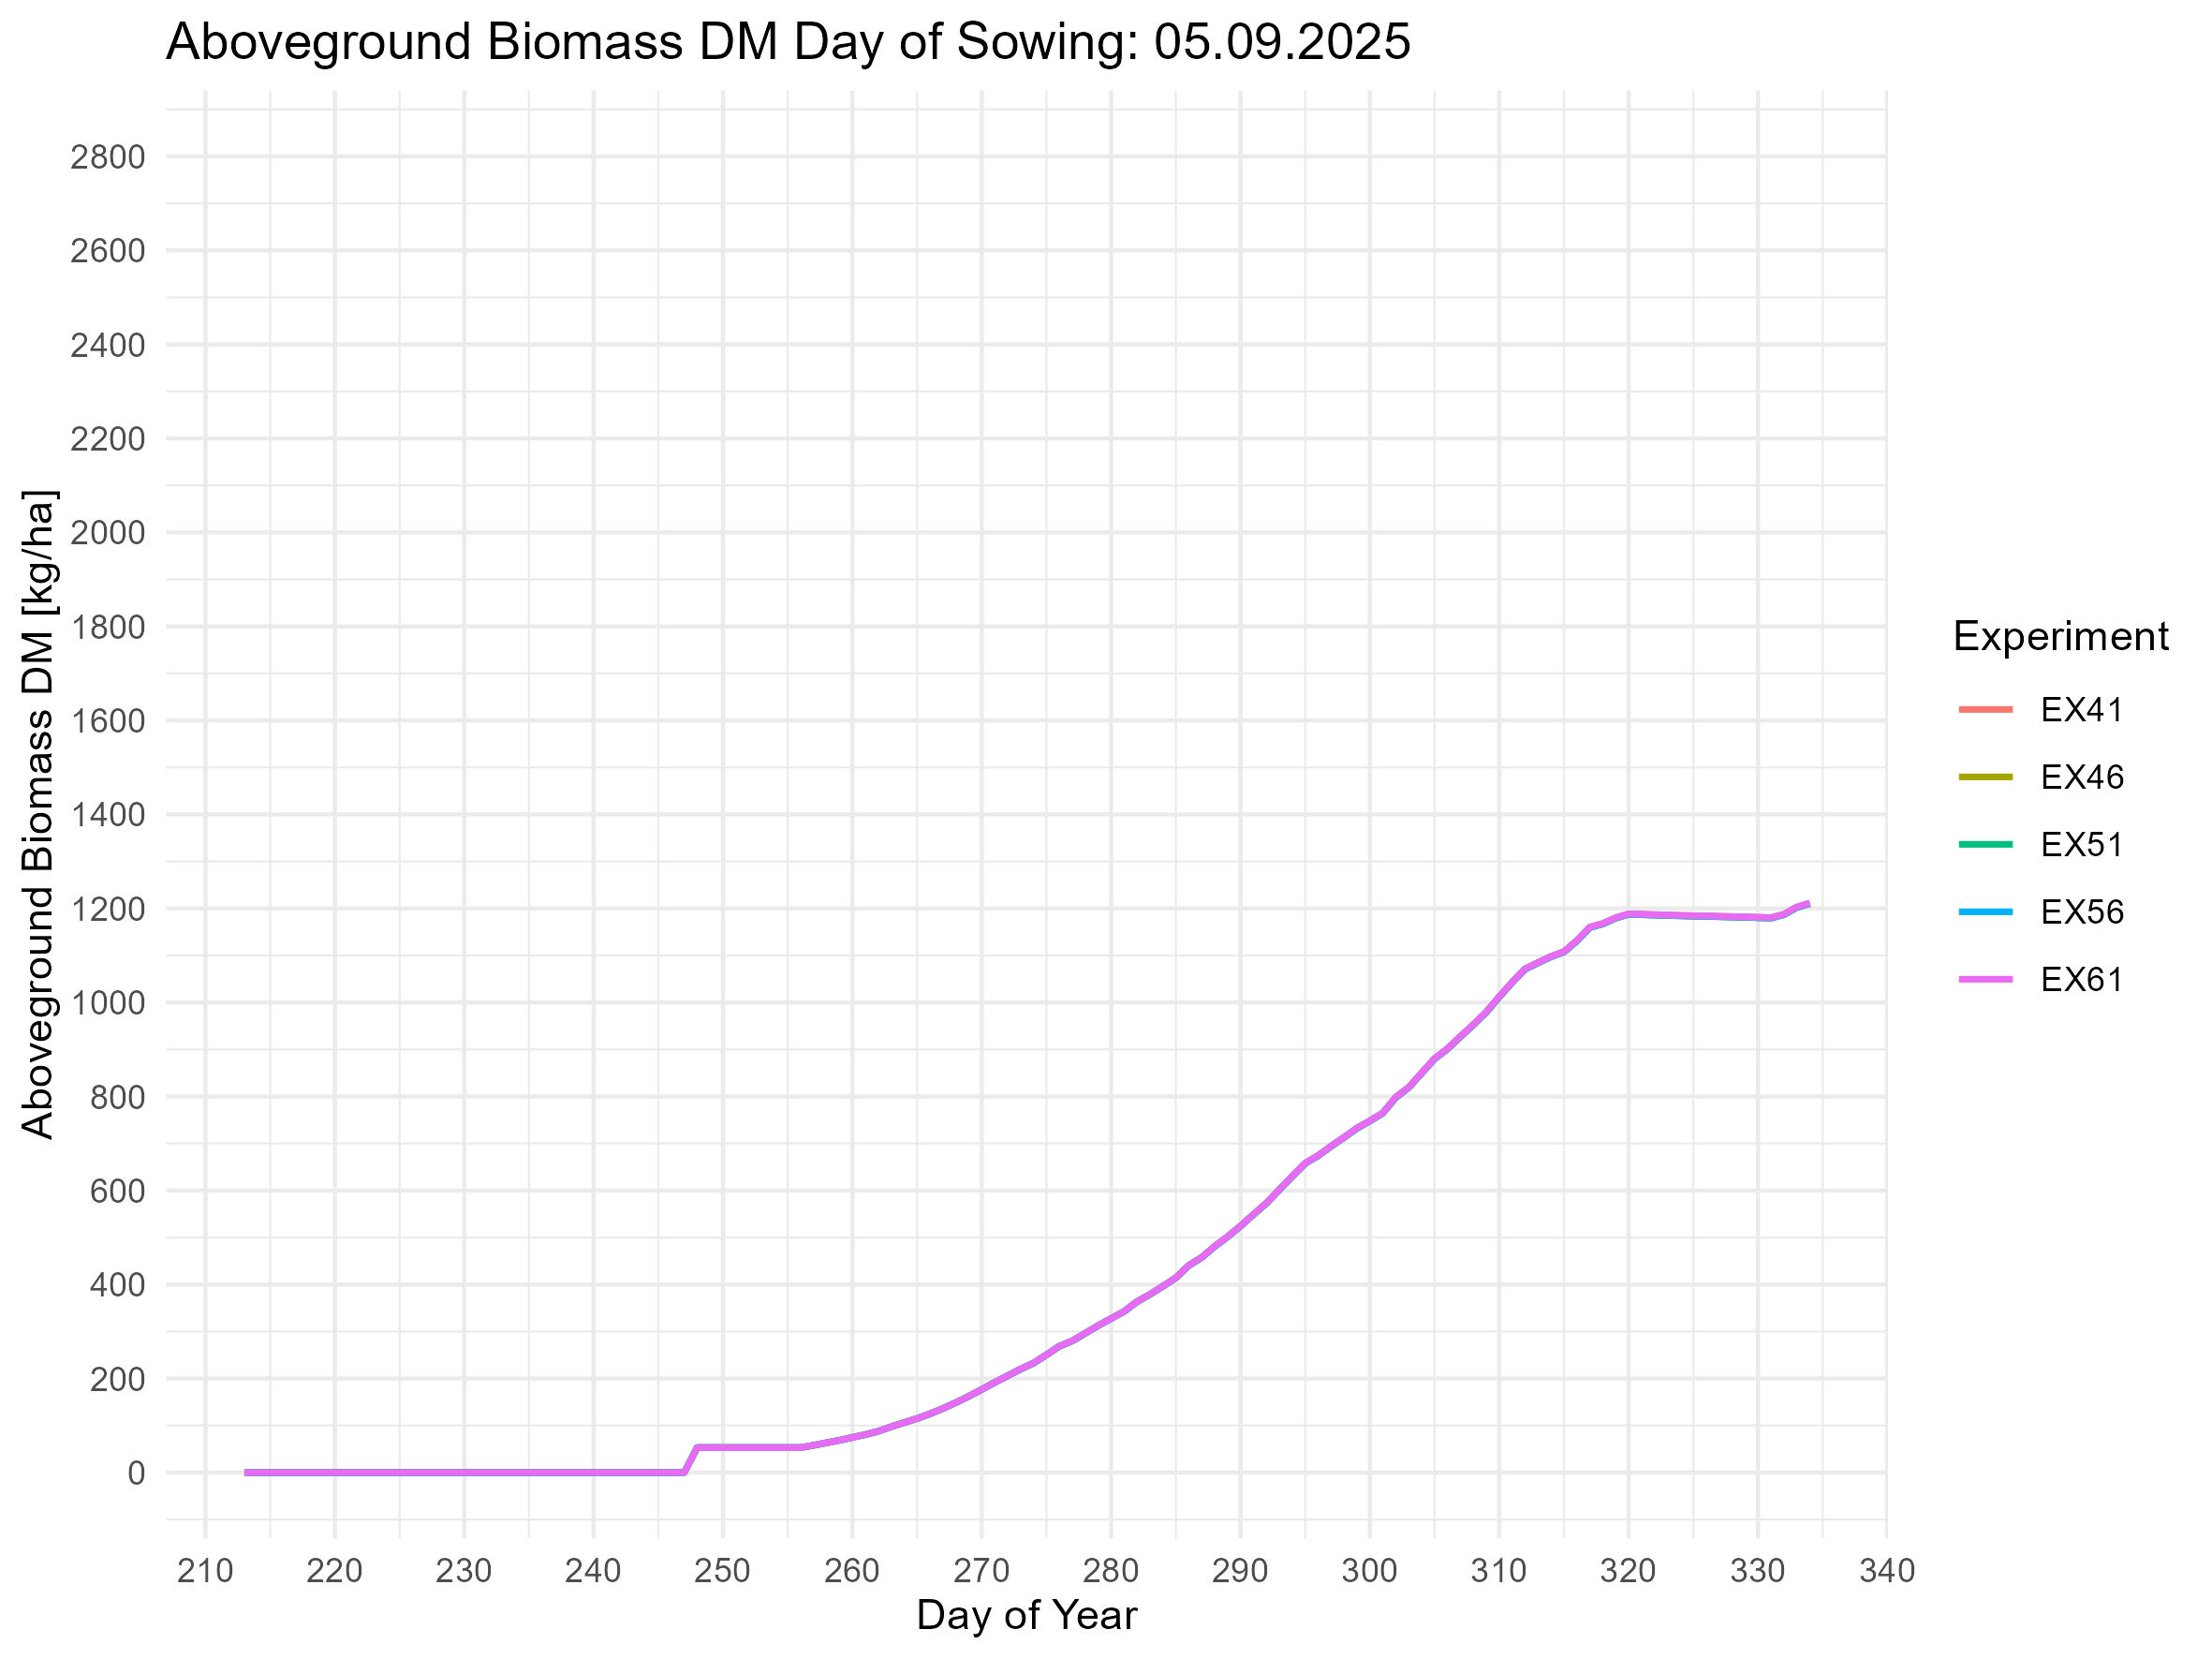 Aboveground Biomass DM Day of Sowing: 05.09.2025
Aboveground Biomass DM [kg/ha]
2800
2600
2400
2200
2000
1800
1600
1400
1200
1000
800
600
400
200
0
210 220 230 240 250 260 270 280 290 300 310 320 330 340
Day of Year
Experiment
EX41
EX46
EX51
EX56
EX61